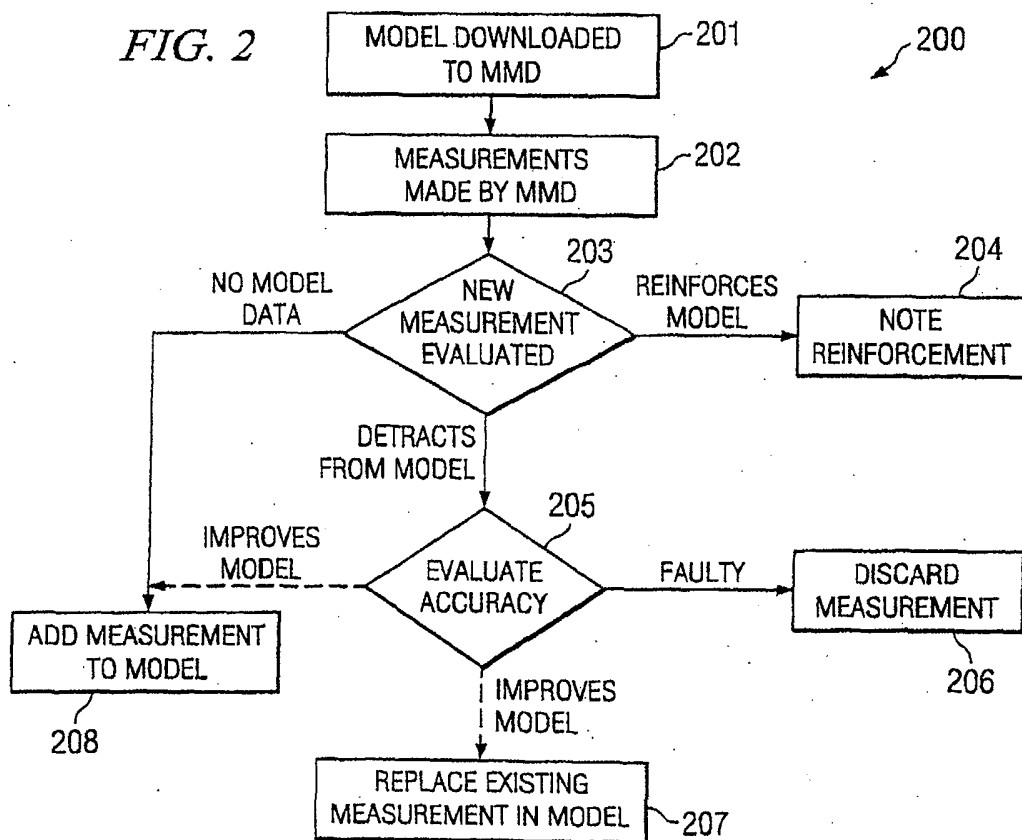 FIG. 2
MODEL DOWNLOADED
TO MMD
201
200
MEASUREMENTS
MADE BY MMD
202
203
204
NO MODEL
DATA
NEW
MEASUREMENT
EVALUATED
REINFORCES
MODEL
NOTE
REINFORCEMENT
DETRACTS
FROM MODEL
205
IMPROVES
MODEL
EVALUATE
ACCURACY
FAULTY
DISCARD
MEASUREMENT
206
ADD MEASUREMENT
TO MODEL
208
IMPROVES
MODEL
REPLACE EXISTING
MEASUREMENT IN MODEL
207